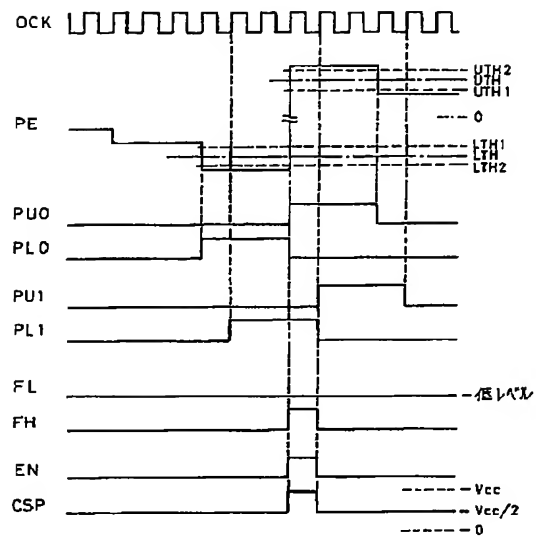 OCK
UTH2
UTH
UTH1
PE
0
LTH1
LTH
LTH2
PU0
PL0
PU1
PL1
FL
低レベル
FH
EN
Vcc
CSP
Vcc/2
0